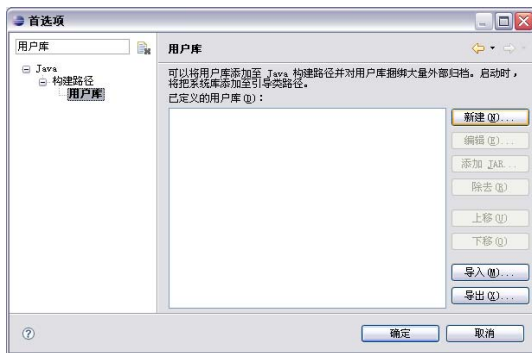 首选项
用户库
用户库
Java
构建路径
用户库
可以将用户库添加至 Java 构建路径并对用户库捆绑大量外部归档。启动时，
将把系统库添加至引导类路径。
已定义的用户库(D)：
新建(N)...
编辑(E)...
添加 JAR...
除去(R)
上移(U)
下移(O)
导入(M)...
导出(X)...
确定
取消